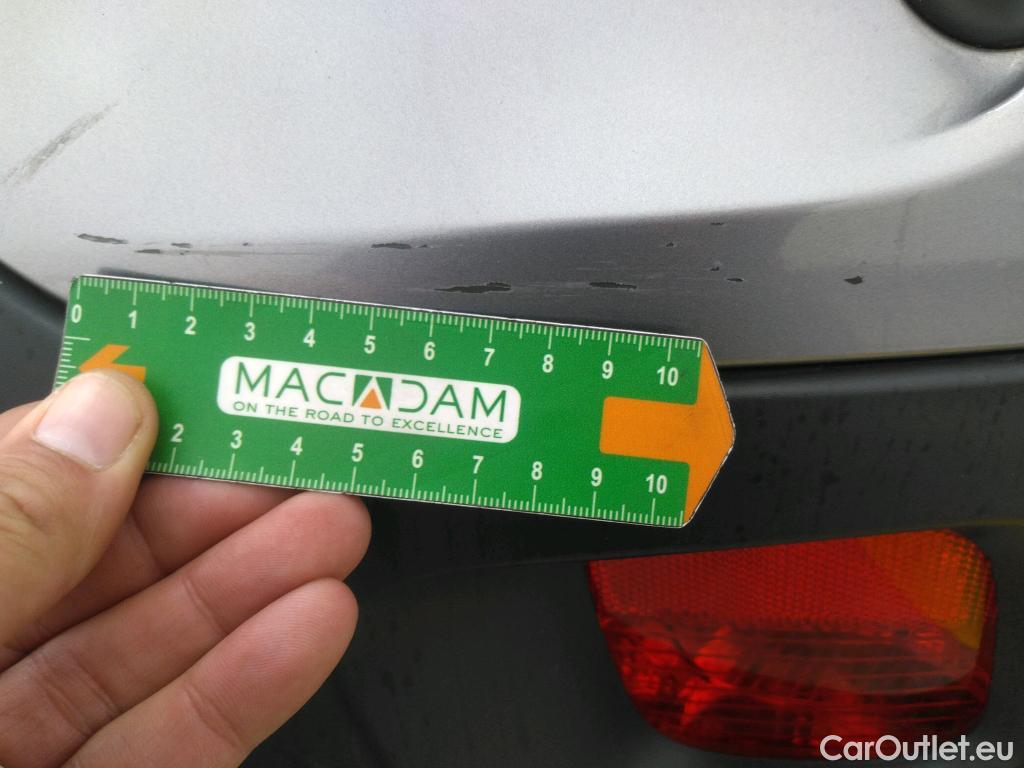 0 1 2 3 4 5 6 7 8 9 10
MACADAM
ON THE ROAD TO EXCELLENCE
2 3 4 5 6 7 8 9 10
CarOutlet.eu